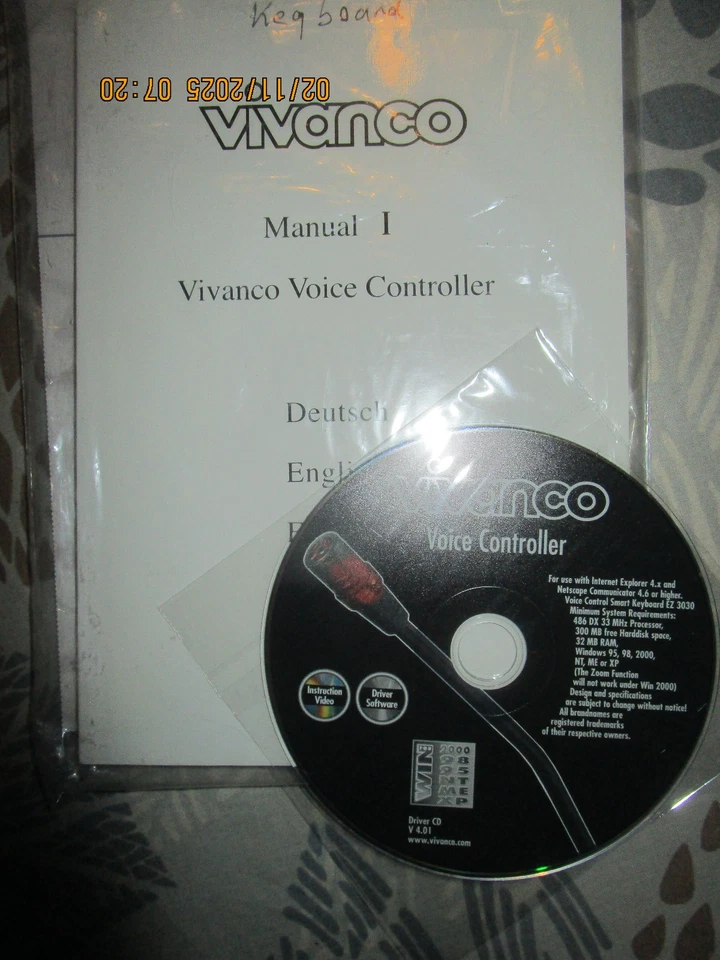 Keyboard
02/11/2025 07:20
vivanco
Manual I
Vivanco Voice Controller
Deutsch
vivanco
Voice Controller
For use with Internet Explorer 4.x and
Netscape Communicator 4.6 or higher.
Voice Control Smart Keyboard EZ 3030
Minimum System Requirements:
486 DX 33 MHz Processor,
300 MB free Harddisk space,
32 MB RAM,
Windows 95, 98, 2000,
NT, ME or XP
(The Zoom Function
will not work under Win 2000)
Design and specifications
are subject to change without notice!
All brandnames are
registered trademarks
of their respective owners.
Instruction
Video
Driver
Software
WIN
2000
98
95
NT
ME
XP
Driver CD
V 4.01
www.vivanco.com